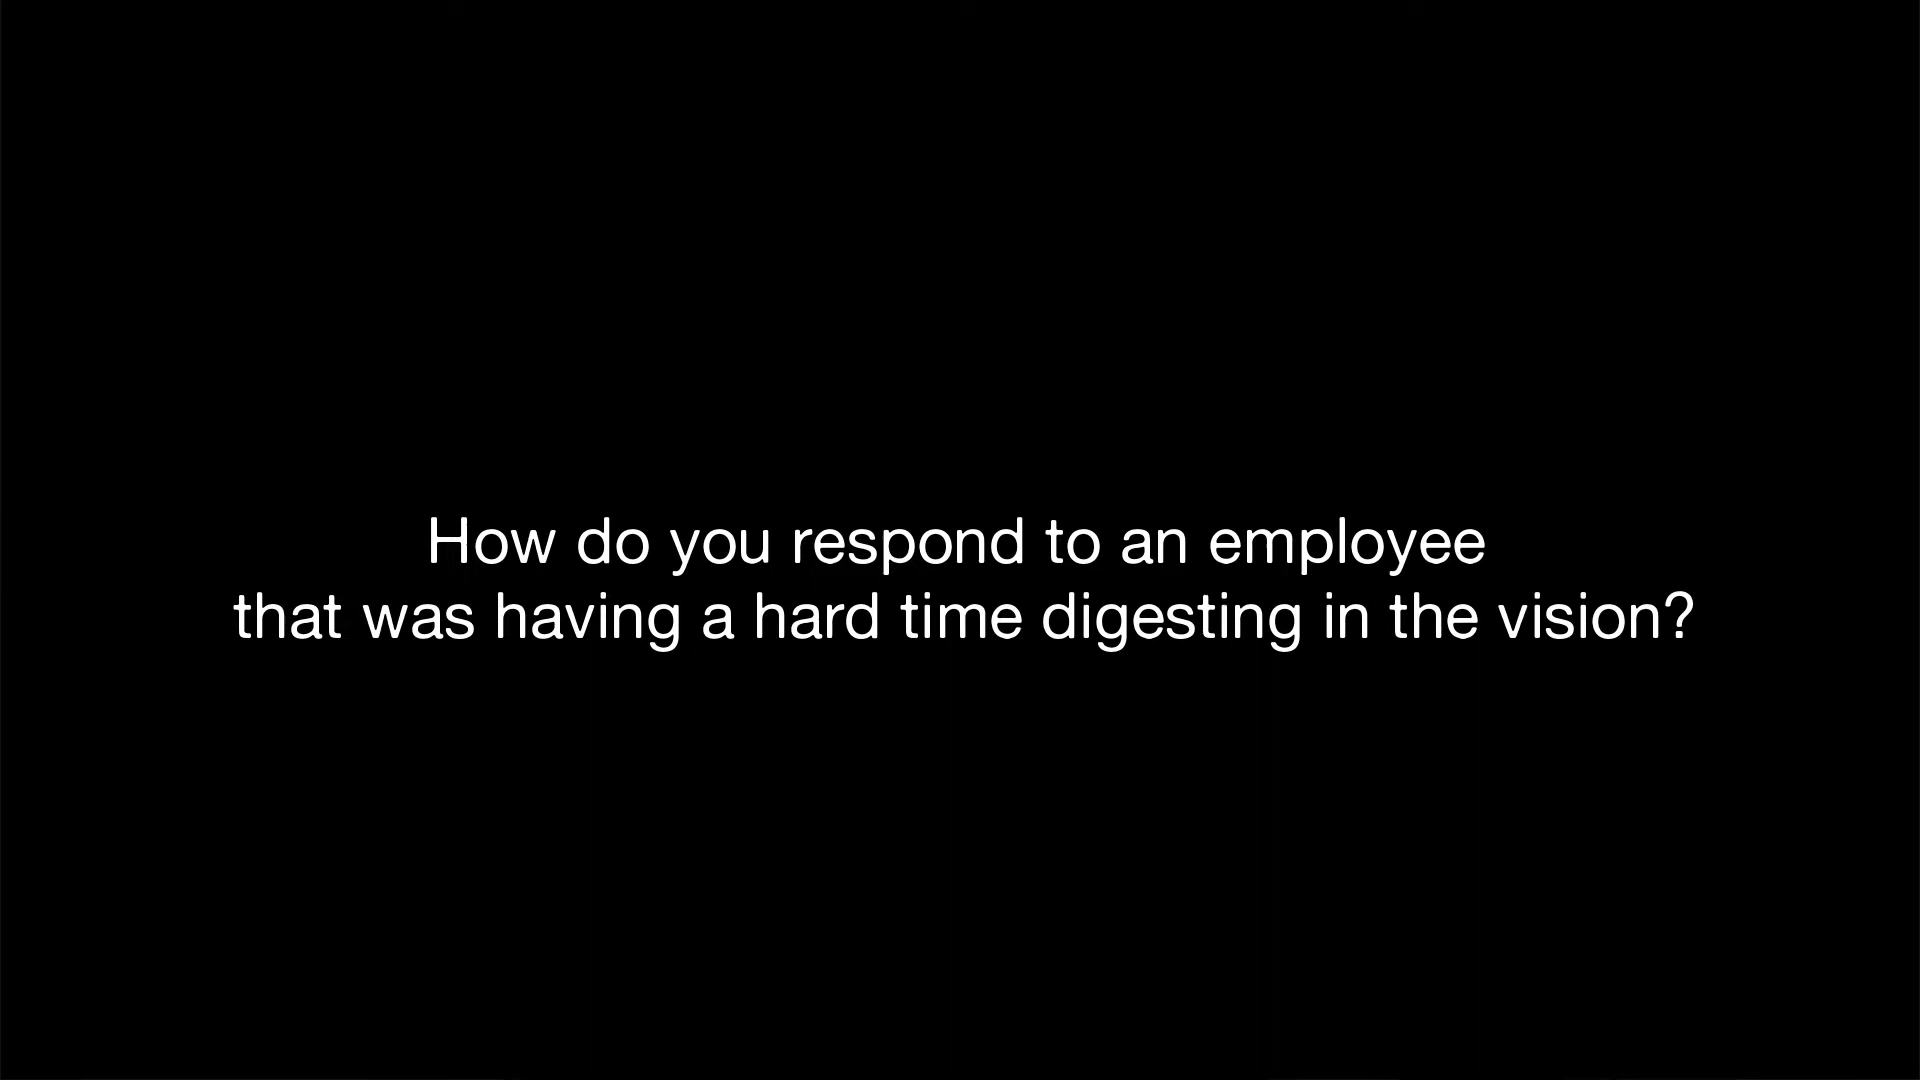 How do you respond to an employee
that was having a hard time digesting in the vision?